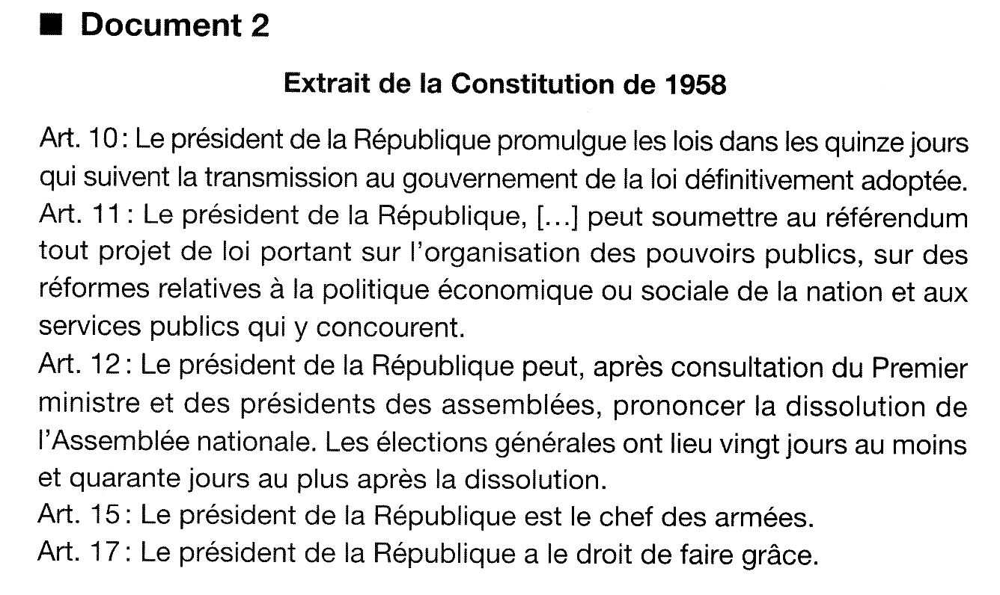 ■ Document 2
Extrait de la Constitution de 1958
Art. 10 : Le président de la République promulgue les lois dans les quinze jours
qui suivent la transmission au gouvernement de la loi définitivement adoptée.
Art. 11 : Le président de la République, [...] peut soumettre au référendum
tout projet de loi portant sur l'organisation des pouvoirs publics, sur des
réformes relatives à la politique économique ou sociale de la nation et aux
services publics qui y concourent.
Art. 12 : Le président de la République peut, après consultation du Premier
ministre et des présidents des assemblées, prononcer la dissolution de
l'Assemblée nationale. Les élections générales ont lieu vingt jours au moins
et quarante jours au plus après la dissolution.
Art. 15 : Le président de la République est le chef des armées.
Art. 17 : Le président de la République a le droit de faire grâce.